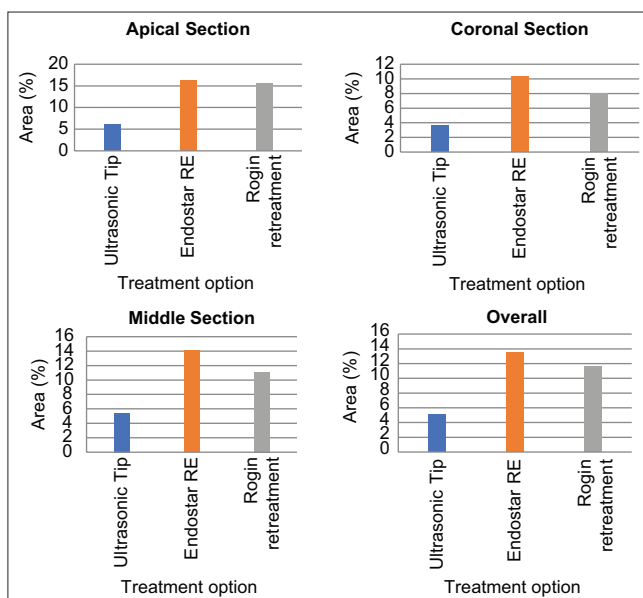 Apical Section
Area (%)
20
15
10
5
0
Ultrasonic Tip
Endostar RE
Rogin
retreatment
Treatment option
Coronal Section
Area (%)
12
10
8
6
4
2
0
Ultrasonic Tip
Endostar RE
Rogin
retreatment
Treatment option
Middle Section
Area (%)
16
14
12
10
8
6
4
2
0
Ultrasonic Tip
Endostar RE
Rogin
retreatment
Treatment option
Overall
Area (%)
16
14
12
10
8
6
4
2
0
Ultrasonic Tip
Endostar RE
Rogin
retreatment
Treatment option